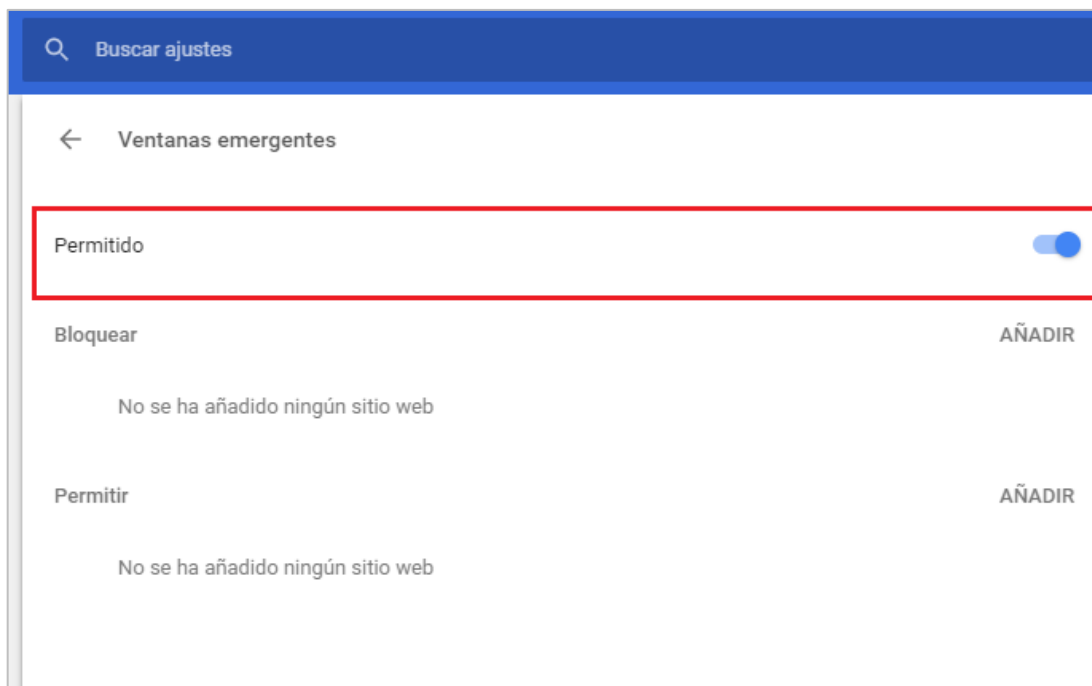 Buscar ajustes
Ventanas emergentes
Permitido
Bloquear AÑADIR
No se ha añadido ningún sitio web
Permitir AÑADIR
No se ha añadido ningún sitio web